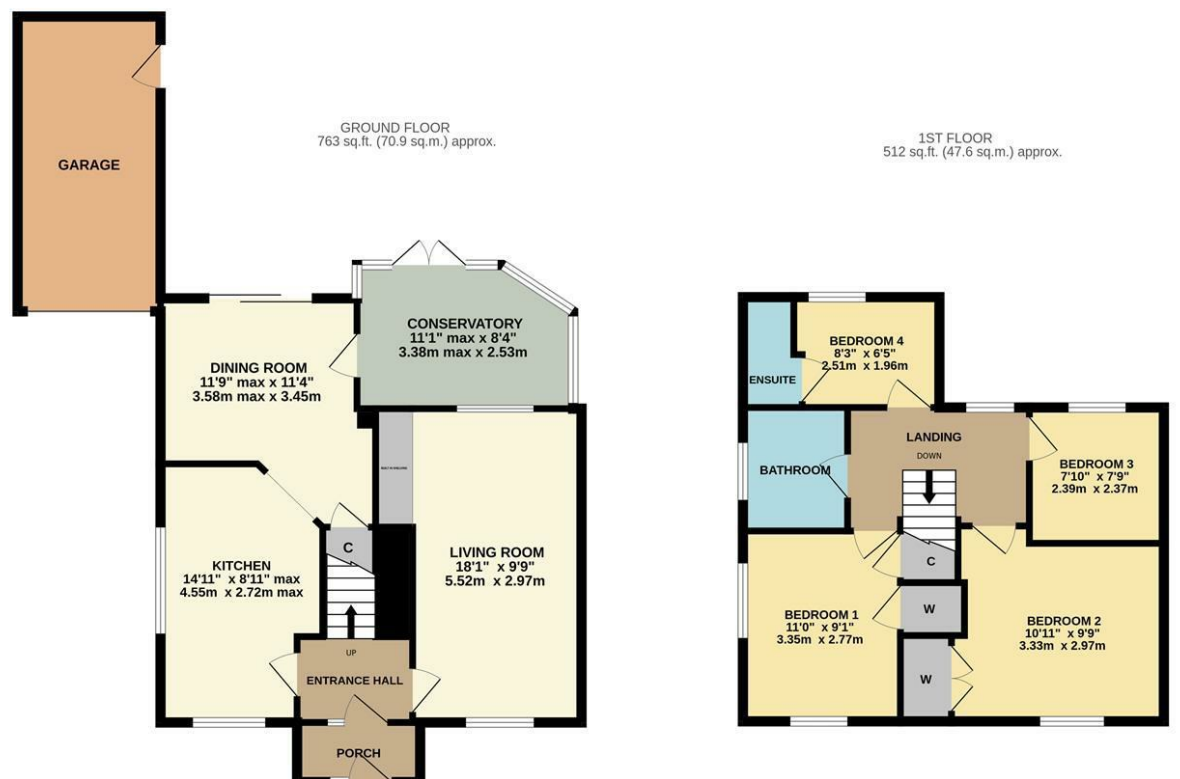 GROUND FLOOR
763 sq.ft. (70.9 sq.m.) approx.
1ST FLOOR
512 sq.ft. (47.6 sq.m.) approx.
GARAGE
CONSERVATORY
11'1" max x 8'4"
3.38m max x 2.53m
DINING ROOM
11'9" max x 11'4"
3.58m max x 3.45m
KITCHEN
14'11" x 8'11" max
4.55m x 2.72m max
C
LIVING ROOM
18'1" x 9'9"
5.52m x 2.97m
UP
ENTRANCE HALL
PORCH
BEDROOM 4
8'3" x 6'5"
2.51m x 1.96m
ENSUITE
LANDING
DOWN
BATHROOM
BEDROOM 3
7'10" x 7'9"
2.39m x 2.37m
C
BEDROOM 1
11'0" x 9'1"
3.35m x 2.77m
W
BEDROOM 2
10'11" x 9'9"
3.33m x 2.97m
W